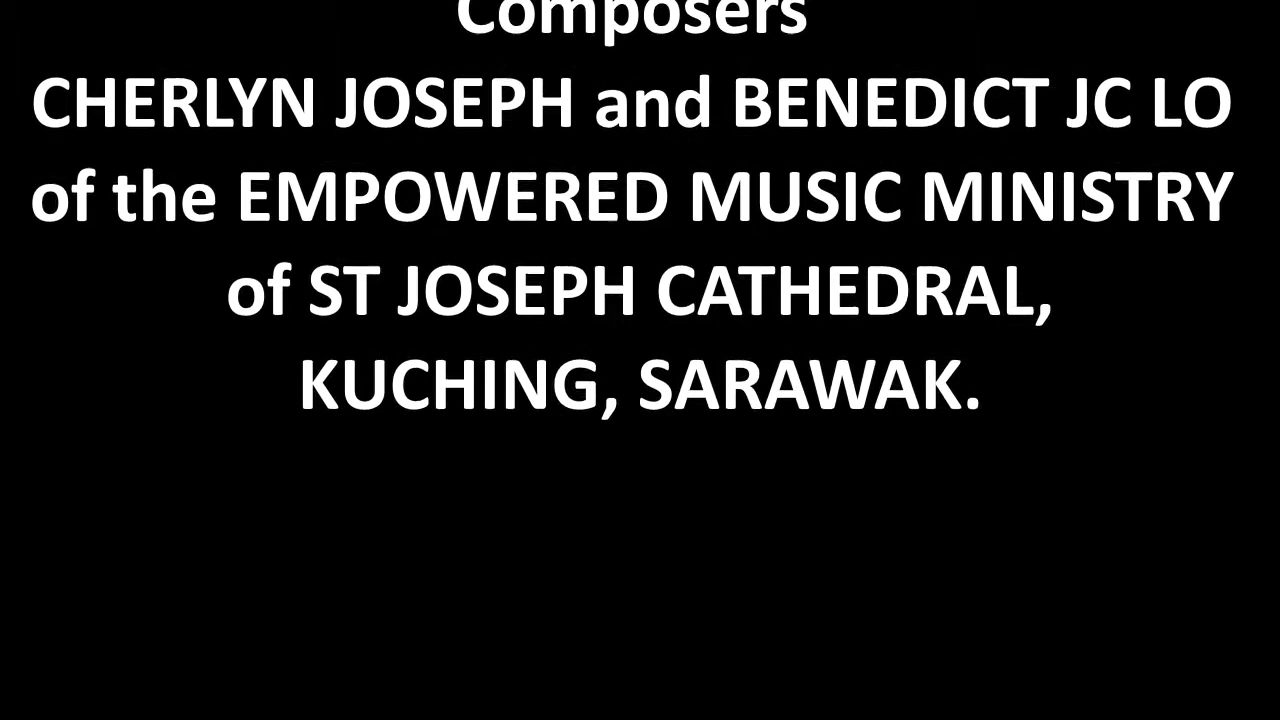 Composers
CHERLYN JOSEPH and BENEDICT JC LO
of the EMPOWERED MUSIC MINISTRY
of ST JOSEPH CATHEDRAL,
KUCHING, SARAWAK.